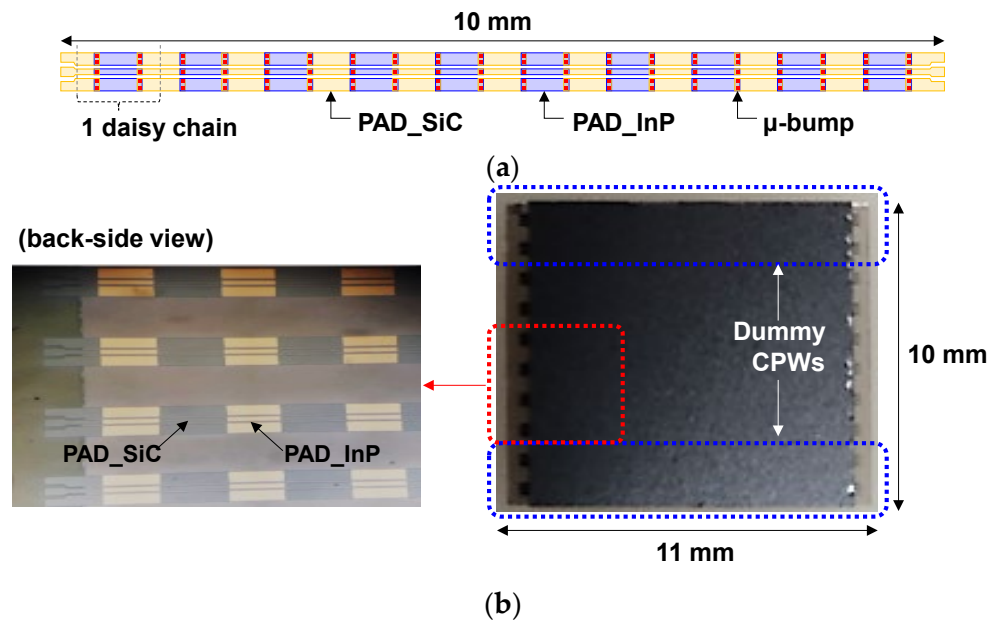 10 mm
1 daisy chain
PAD_SiC
PAD_InP
μ-bump
(a)
(back-side view)
PAD_SiC
PAD_InP
Dummy
CPWs
10 mm
11 mm
(b)